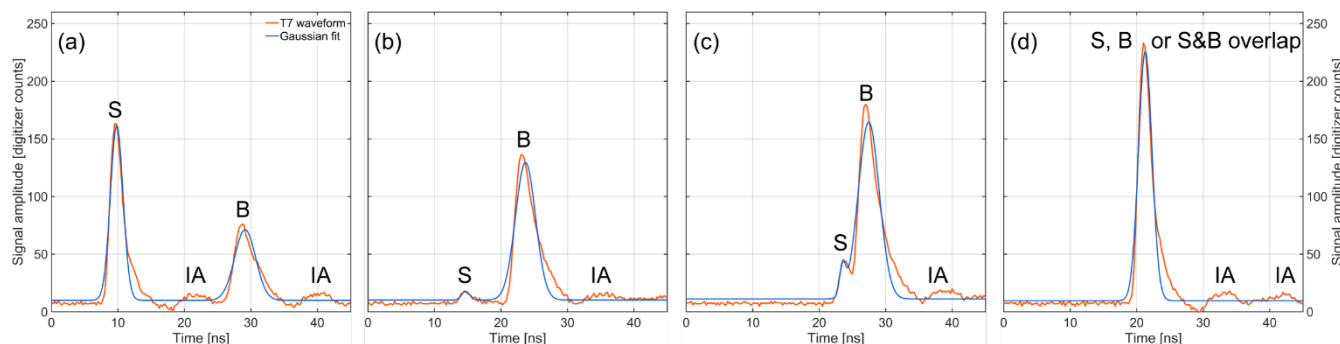 (a)
T7 waveform
Gaussian fit
S
B
IA
IA
Signal amplitude [digitizer counts]
250
200
150
100
50
0
0 10 20 30 40
Time [ns]
(b)
S
B
IA
0 10 20 30 40
Time [ns]
(c)
S
B
IA
0 10 20 30 40
Time [ns]
(d)
S, B or S&B overlap
IA
IA
0 10 20 30 40
Time [ns]
250
200
150
100
50
0
Signal amplitude [digitizer counts]